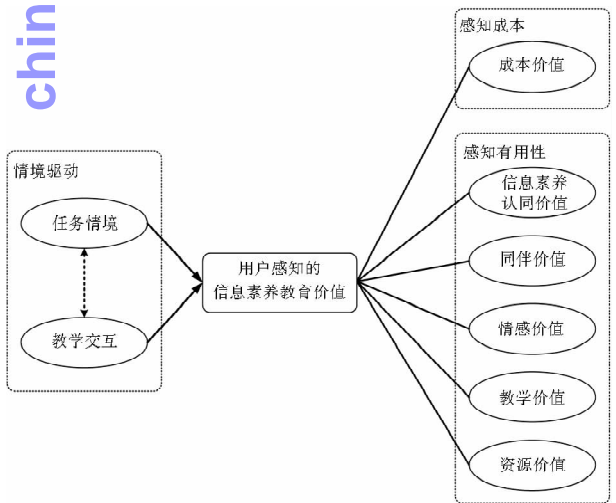 chin
感知成本
成本价值
感知有用性
情境驱动
信息素养
认同价值
任务情境
同伴价值
用户感知的
信息素养教育价值
情感价值
教学交互
教学价值
资源价值